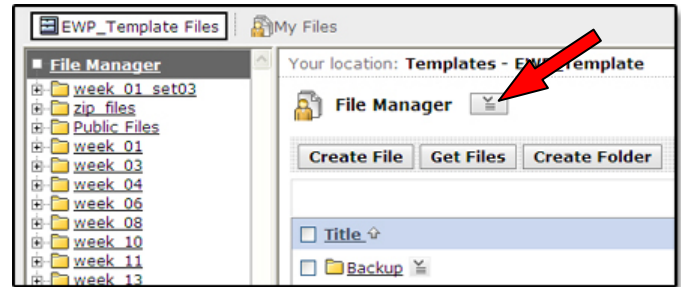 EWP_Template Files
My Files
File Manager
week_01_set03
zip_files
Public Files
week_01
week_03
week_04
week_06
week_08
week_10
week_11
week_13
Your location: Templates - EWP_Template
File Manager
Create File Get Files Create Folder
Title
Backup